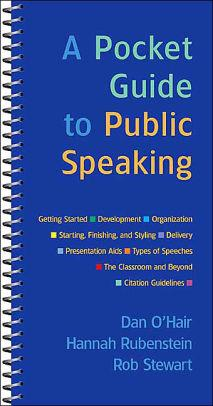 A Pocket
Guide
to Public
Speaking
Getting Started ■ Development ■ Organization
■ Starting, Finishing, and Styling ■ Delivery
■ Presentation Aids ■ Types of Speeches
■ The Classroom and Beyond
■ Citation Guidelines ■
Dan O'Hair
Hannah Rubenstein
Rob Stewart